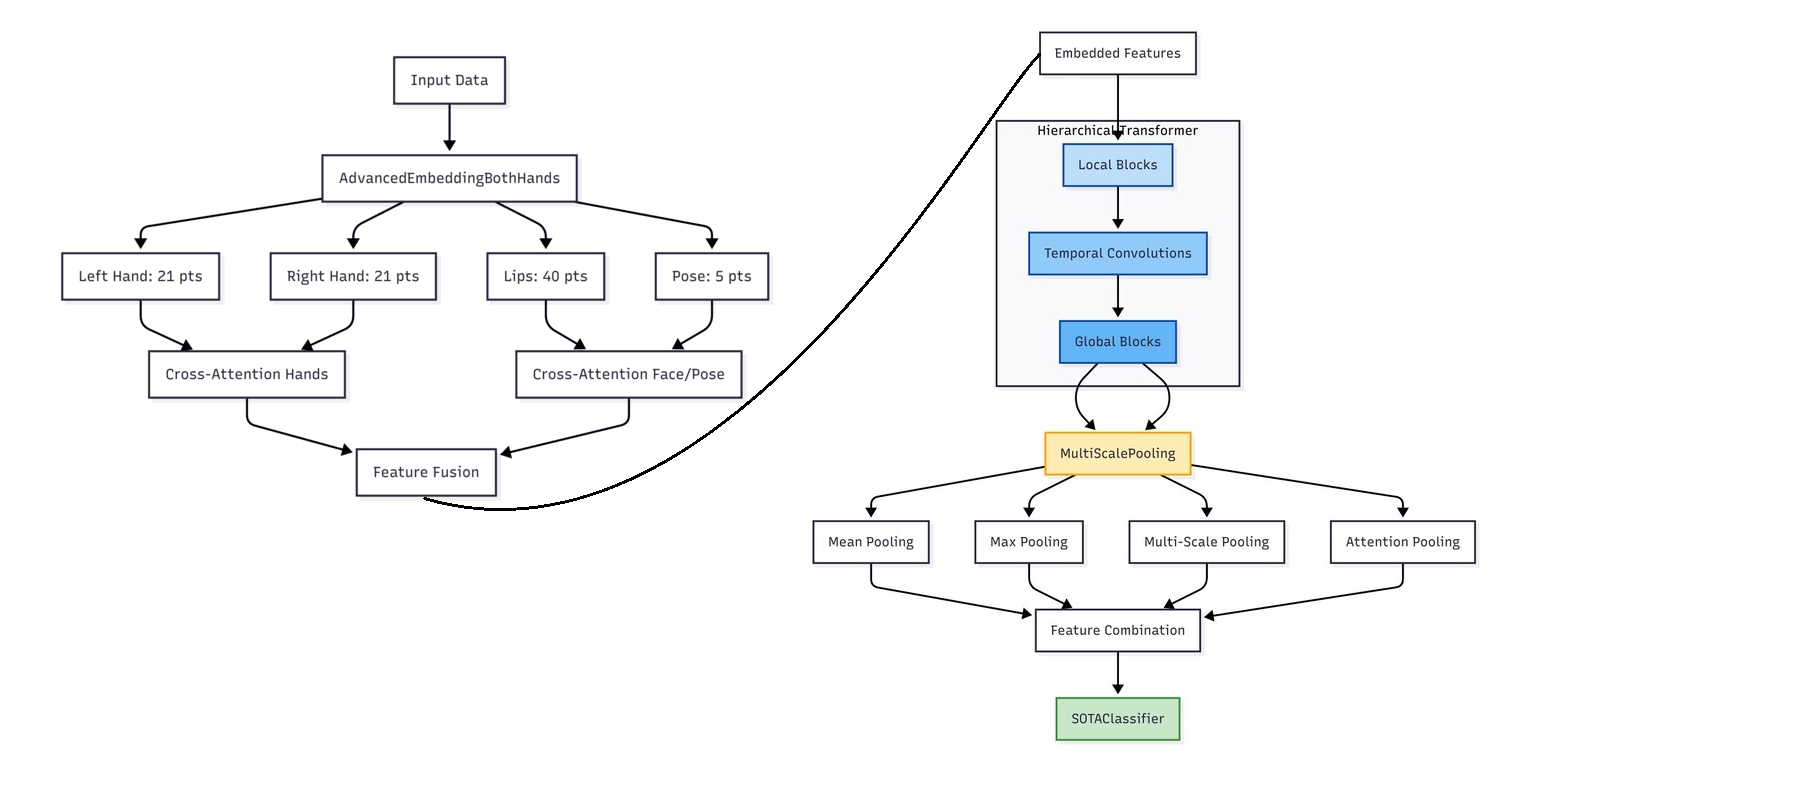 Input Data
AdvancedEmbeddingBothHands
Left Hand: 21 pts
Right Hand: 21 pts
Lips: 40 pts
Pose: 5 pts
Cross-Attention Hands
Cross-Attention Face/Pose
Feature Fusion
Embedded Features
Hierarchical Transformer
Local Blocks
Temporal Convolutions
Global Blocks
MultiScalePooling
Mean Pooling
Max Pooling
Multi-Scale Pooling
Attention Pooling
Feature Combination
SOTAClassifier